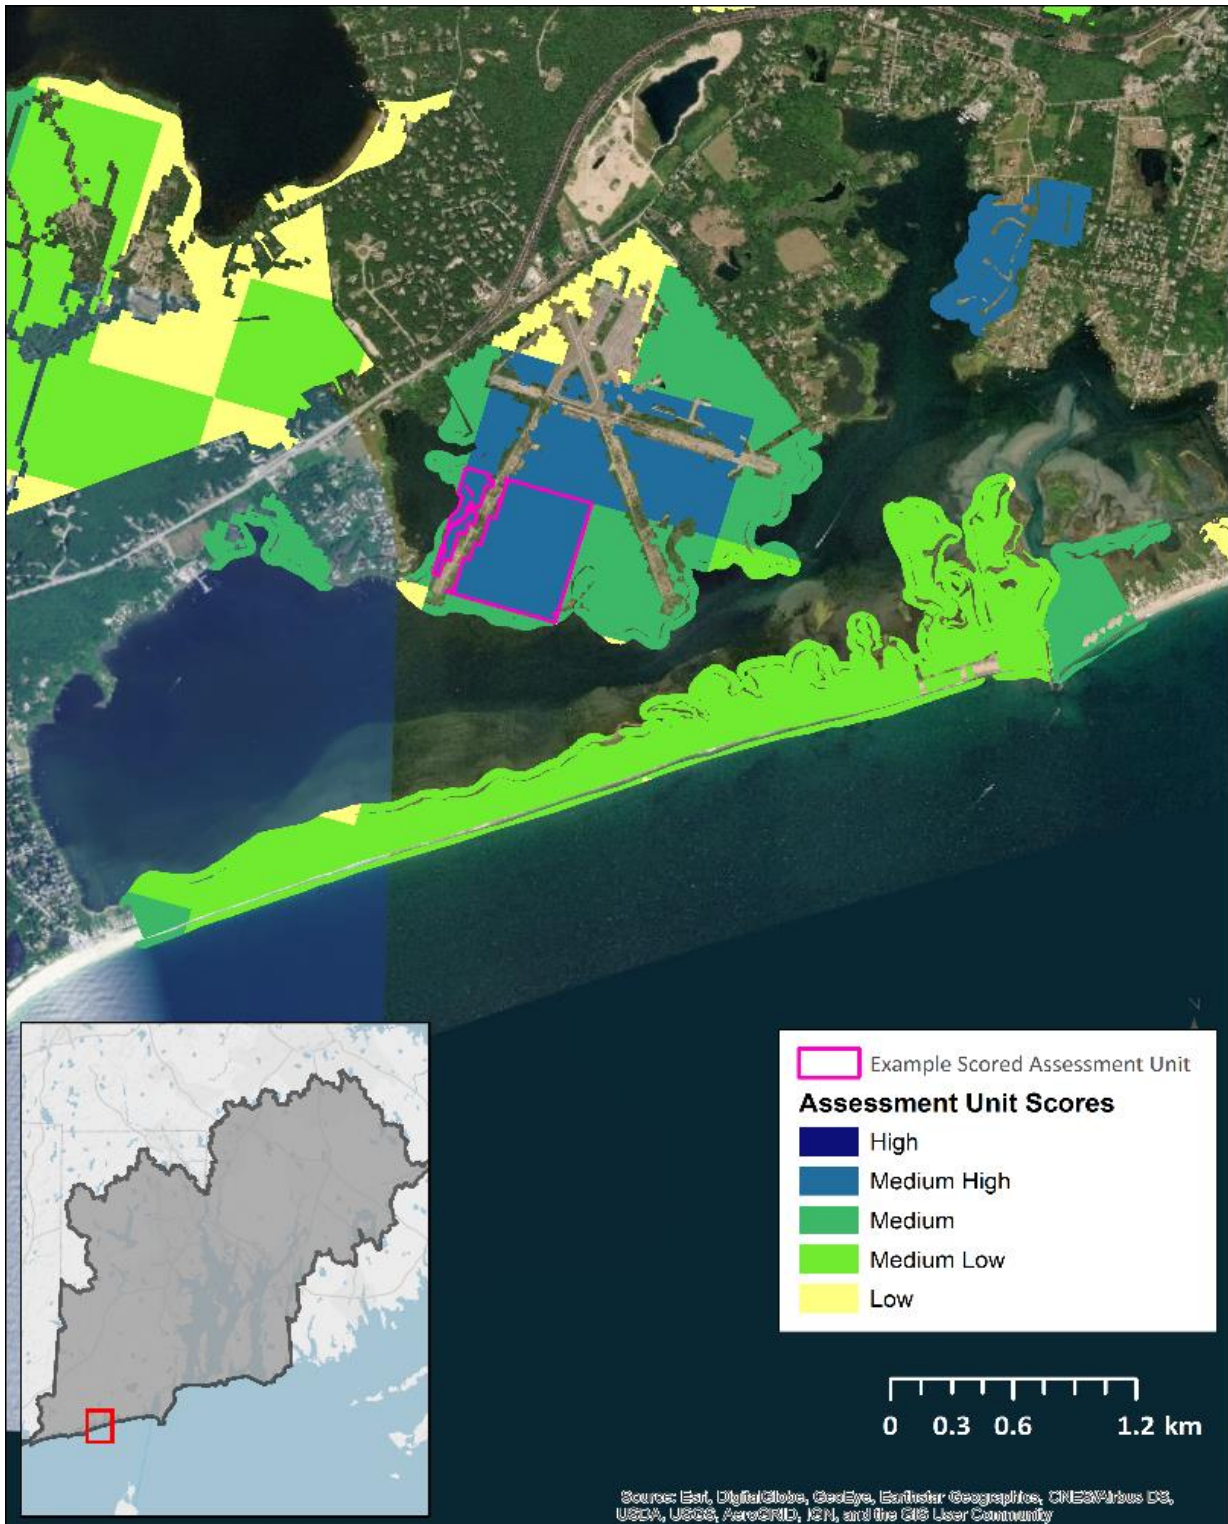 N
Example Scored Assessment Unit
Assessment Unit Scores
High
Medium High
Medium
Medium Low
Low
0 0.3 0.6 1.2 km
Source: Esri, DigitalGlobe, GeoEye, Earthstar Geographics, CNES/Airbus DS,
USDA, USGS, AeroGRID, IGN, and the GIS User Community